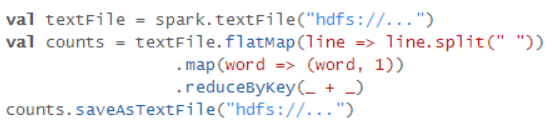 val textFile = spark.textFile("hdfs://...")
val counts = textFile.flatMap(line => line.split(" "))
                 .map(word => (word, 1))
                 .reduceByKey(_ + _)
counts.saveAsTextFile("hdfs://...")